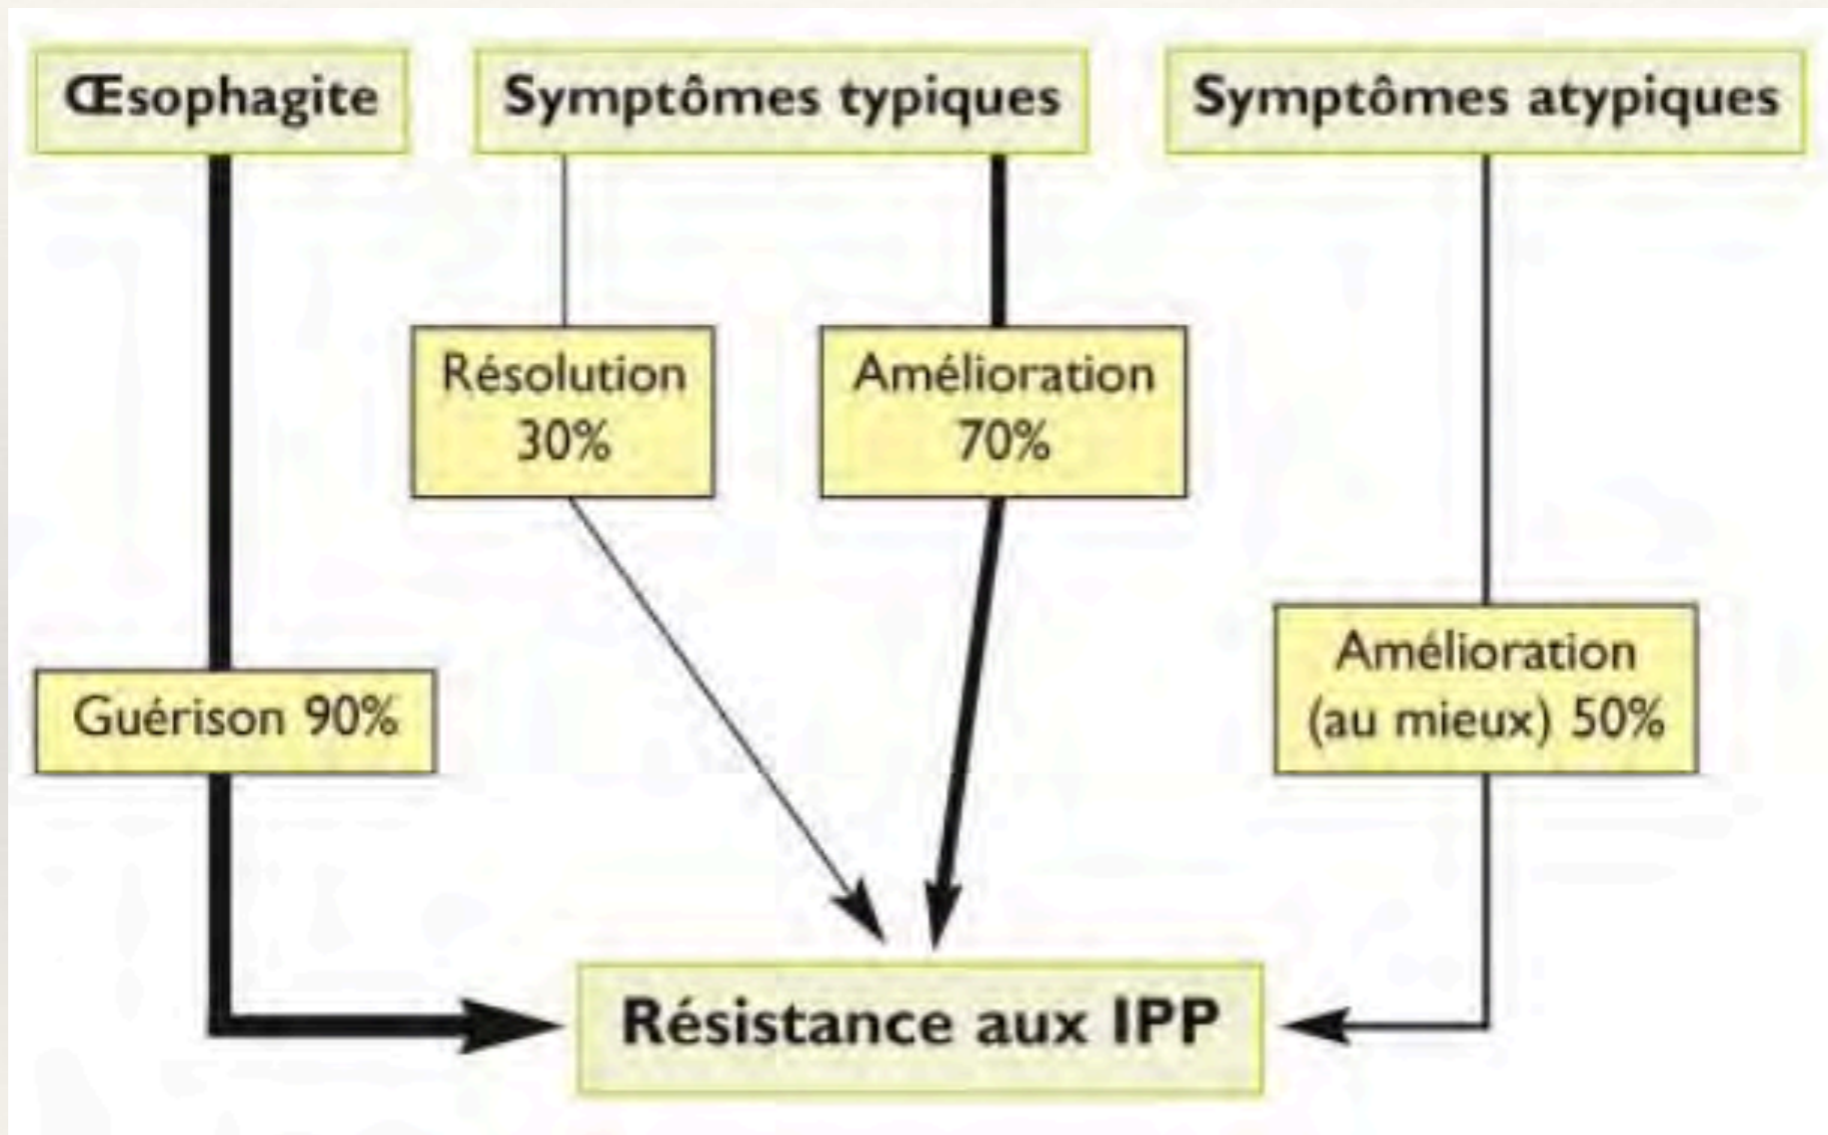 Œsophagite
Symptômes typiques
Symptômes atypiques
Résolution
30%
Amélioration
70%
Amélioration
(au mieux) 50%
Guérison 90%
Résistance aux IPP